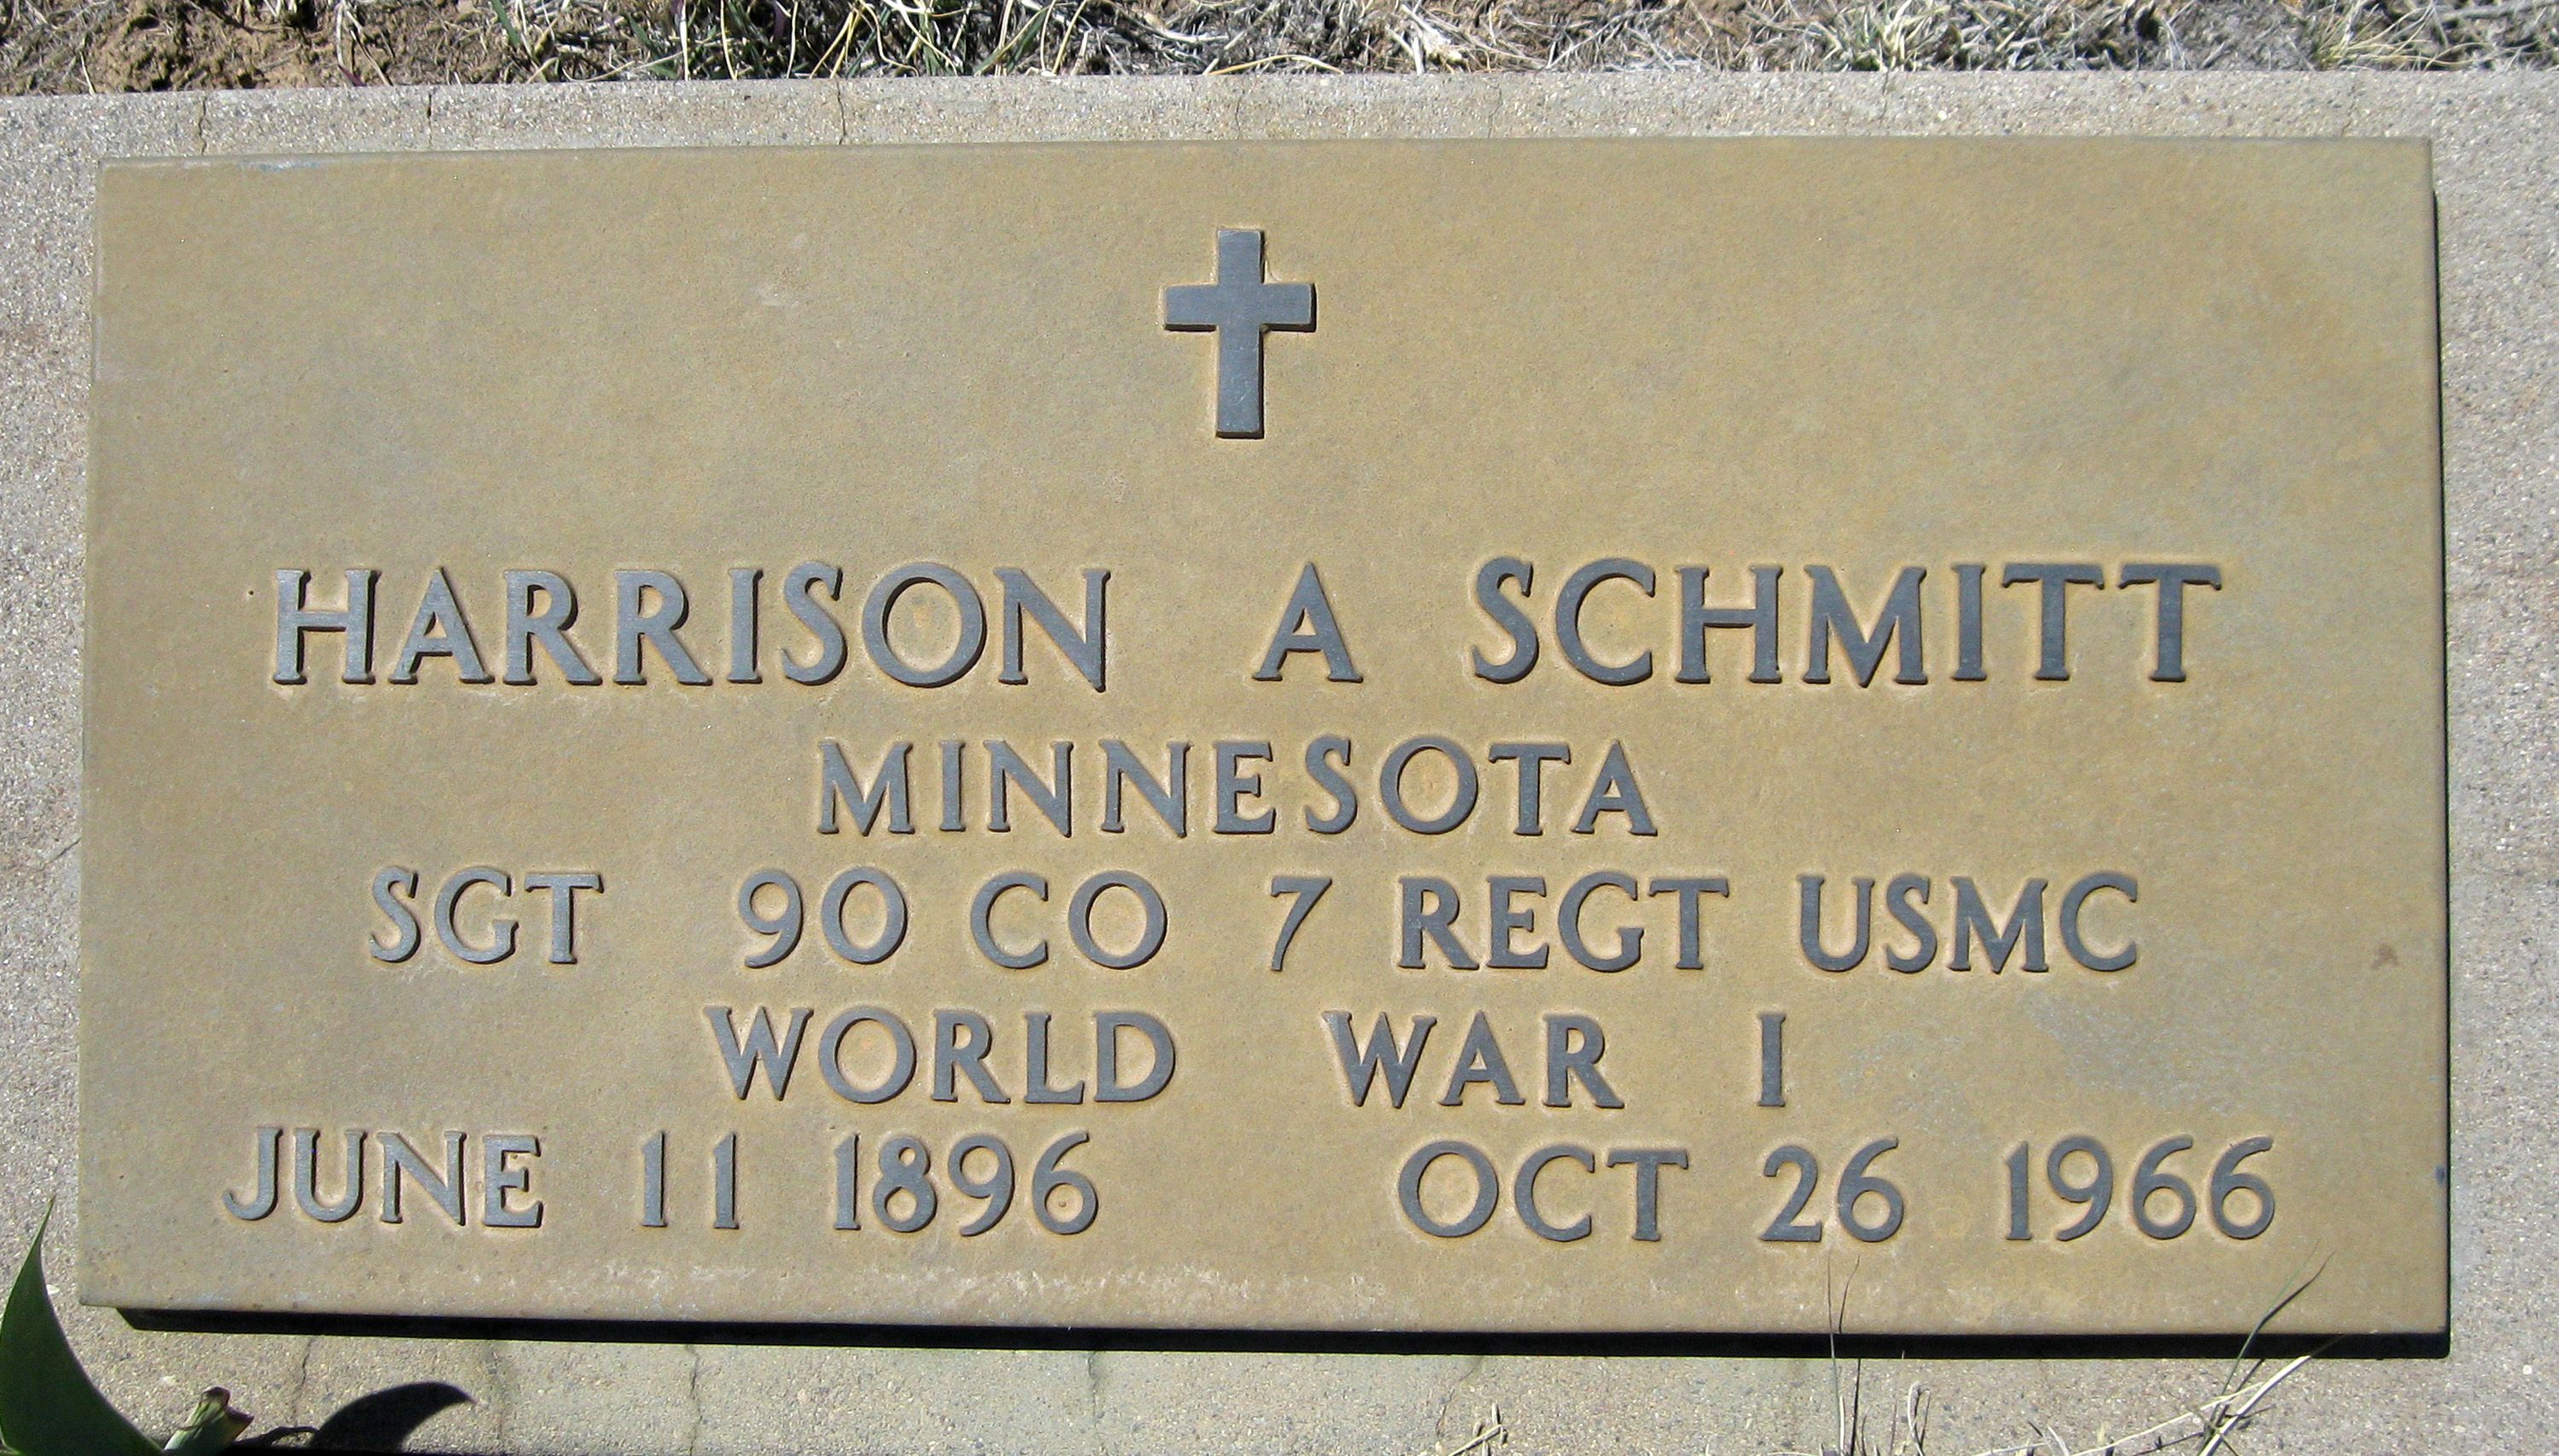 HARRISON A SCHMITT
MINNESOTA
SGT 90 CO 7 REGT USMC
WORLD WAR I
JUNE 11 1896 OCT 26 1966